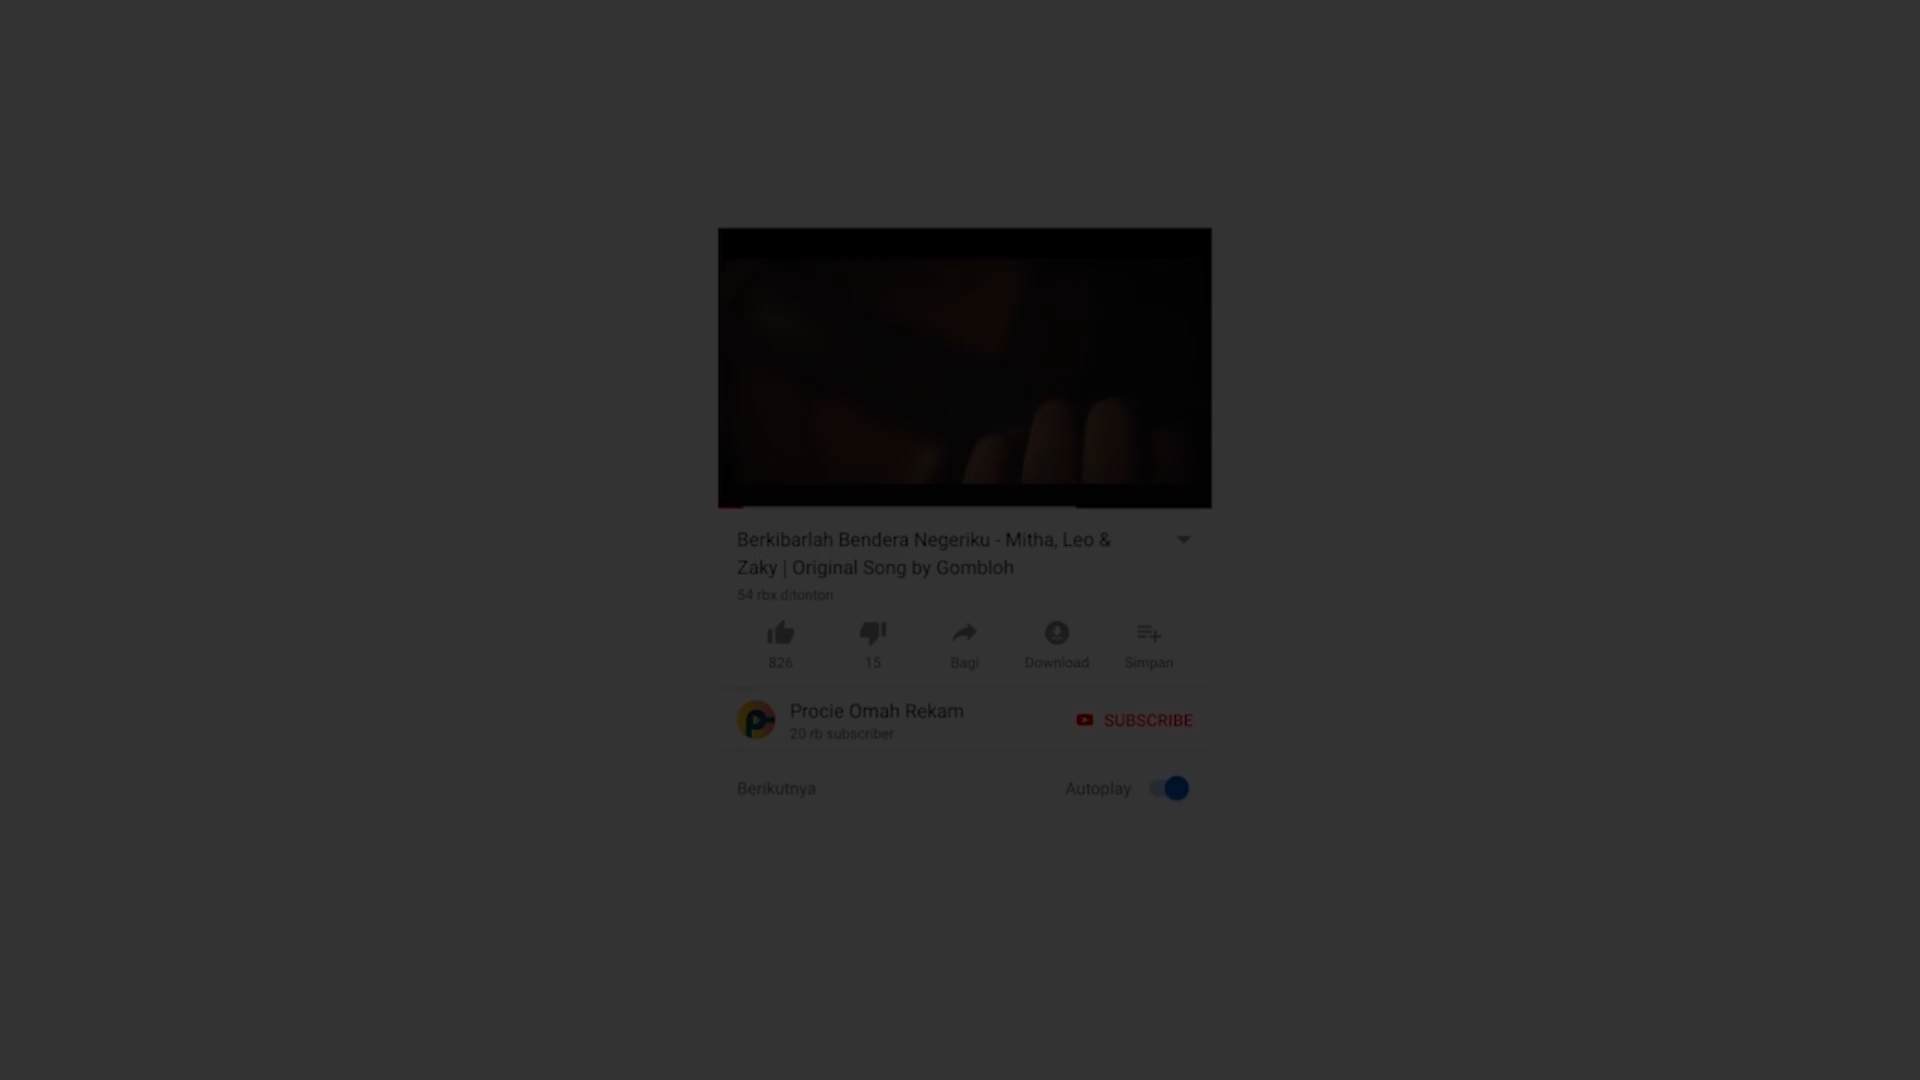 Berkibarlah Bendera Negeriku - Mitha, Leo &
Zaky | Original Song by Gombloh
54 rbx ditonton
826
15
Bagi
Download
Simpan
Procie Omah Rekam
20 rb subscriber
SUBSCRIBE
Berikutnya
Autoplay